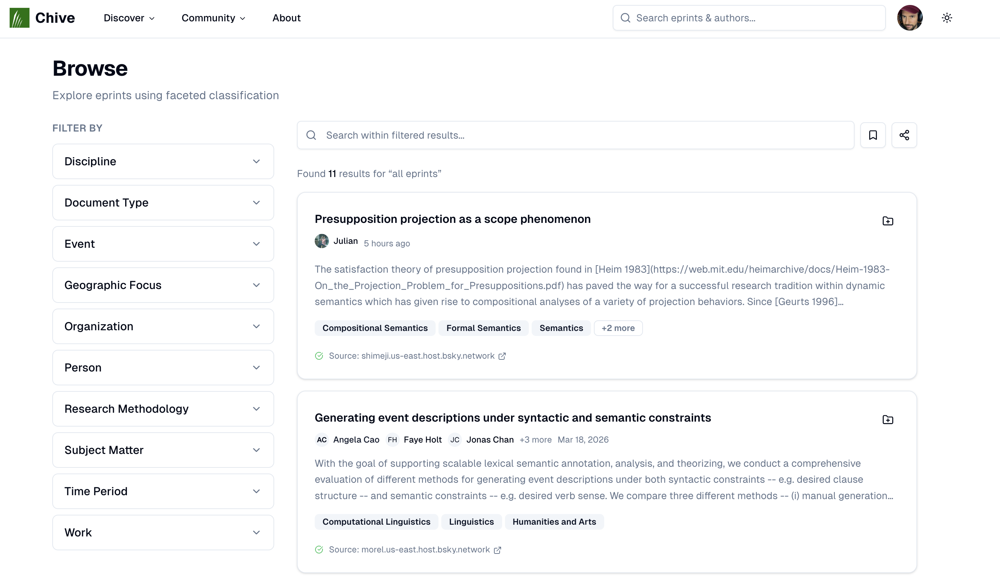 Chive
Discover
Community
About
Search eprints & authors...
Browse
Explore eprints using faceted classification
FILTER BY
Discipline
Document Type
Event
Geographic Focus
Organization
Person
Research Methodology
Subject Matter
Time Period
Work
Search within filtered results...
Found 11 results for “all eprints”
Presupposition projection as a scope phenomenon
Julian 5 hours ago
The satisfaction theory of presupposition projection found in [Heim 1983](https://web.mit.edu/heimarchive/docs/Heim-1983-
On_the_Projection_Problem_for_Presuppositions.pdf) has paved the way for a successful research tradition within dynamic
semantics which has given rise to compositional analyses of a variety of projection behaviors. Since [Geurts 1996]...
Compositional Semantics Formal Semantics Semantics +2 more
Source: shimeji.us-east.host.bsky.network
Generating event descriptions under syntactic and semantic constraints
AC Angela Cao FH Faye Holt JC Jonas Chan +3 more Mar 18, 2026
With the goal of supporting scalable lexical semantic annotation, analysis, and theorizing, we conduct a comprehensive
evaluation of different methods for generating event descriptions under both syntactic constraints -- e.g. desired clause
structure -- and semantic constraints -- e.g. desired verb sense. We compare three different methods -- (i) manual generation...
Computational Linguistics Linguistics Humanities and Arts
Source: morel.us-east.host.bsky.network